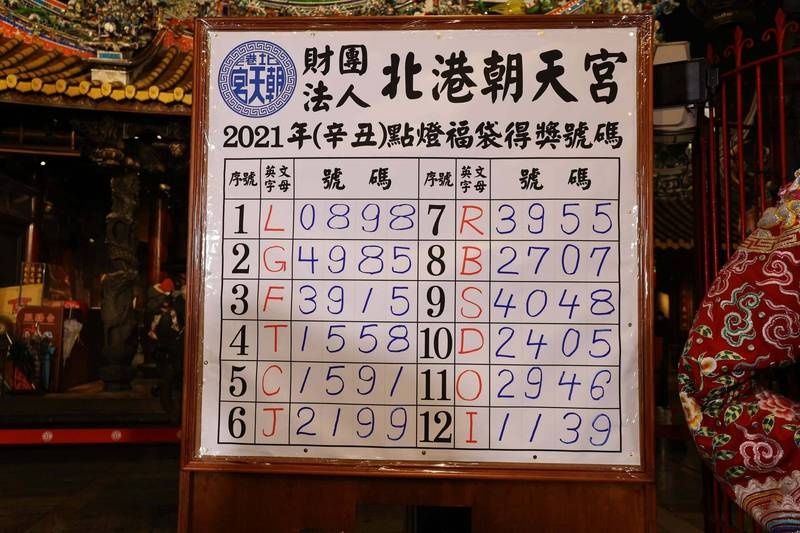 北港
朝天宮
財團
法人
北港朝天宮
2021年(辛丑)點燈福袋得獎號碼
序號 英文字母 號碼 序號 英文字母 號碼
1 L 0898 7 R 3955
2 G 4985 8 B 2707
3 F 3915 9 S 4048
4 T 1558 10 D 2405
5 C 1591 11 O 2946
6 J 2199 12 I 1139